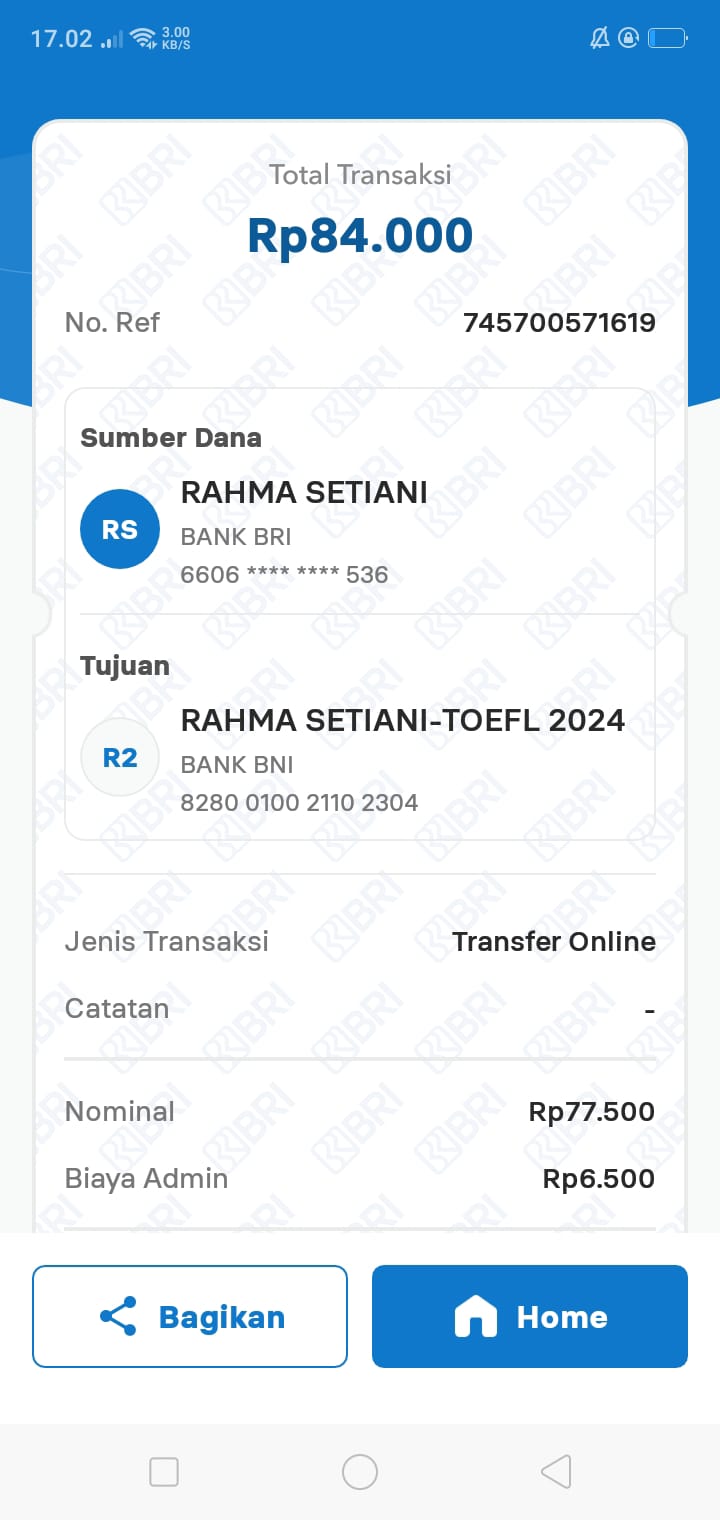 17.02 3.00 KB/S
Total Transaksi
Rp84.000
No. Ref 745700571619
Sumber Dana
RS RAHMA SETIANI
BANK BRI
6606 **** **** 536
Tujuan
R2 RAHMA SETIANI-TOEFL 2024
BANK BNI
8280 0100 2110 2304
Jenis Transaksi Transfer Online
Catatan -
Nominal Rp77.500
Biaya Admin Rp6.500
Bagikan Home